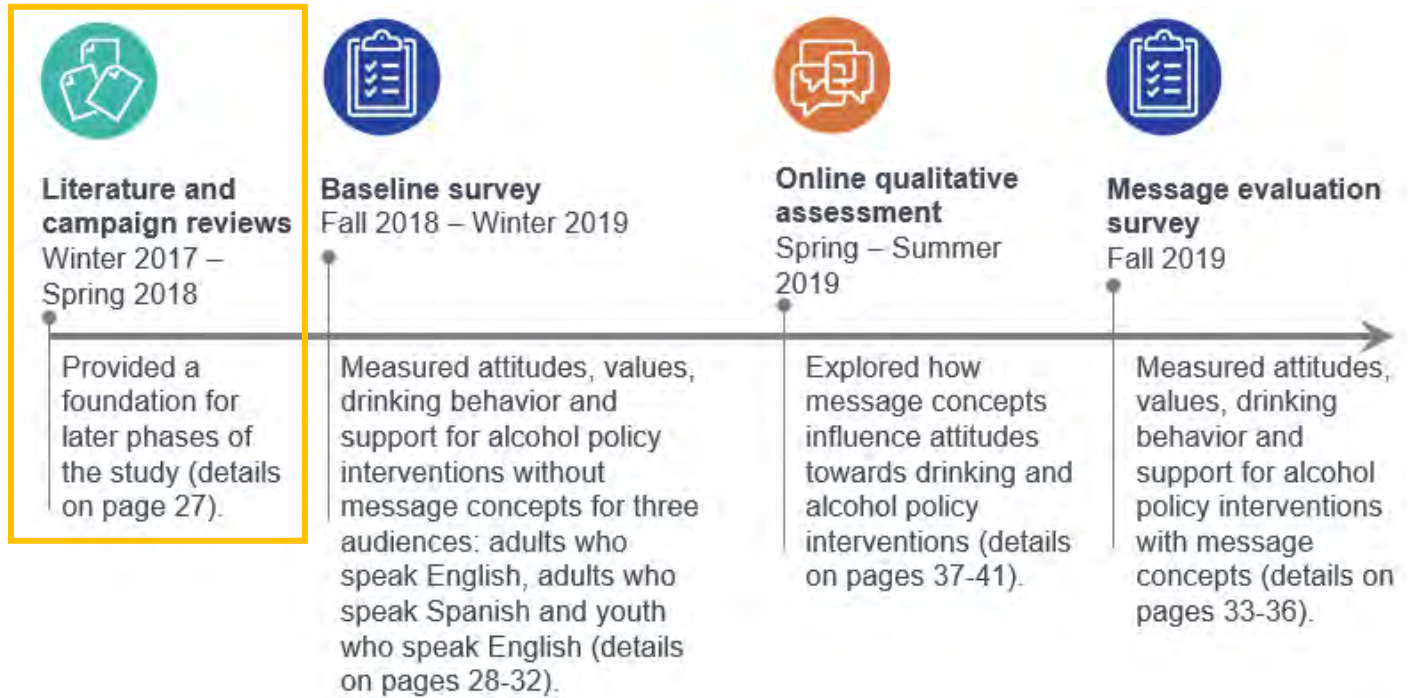 Literature and
campaign reviews
Winter 2017 –
Spring 2018
Provided a
foundation for
later phases of
the study (details
on page 27).
Baseline survey
Fall 2018 – Winter 2019
Measured attitudes, values,
drinking behavior and
support for alcohol policy
interventions without
message concepts for three
audiences: adults who
speak English, adults who
speak Spanish and youth
who speak English (details
on pages 28-32).
Online qualitative
assessment
Spring – Summer
2019
Explored how
message concepts
influence attitudes
towards drinking and
alcohol policy
interventions (details
on pages 37-41).
Message evaluation
survey
Fall 2019
Measured attitudes,
values, drinking
behavior and
support for alcohol
policy interventions
with message
concepts (details on
pages 33-36).